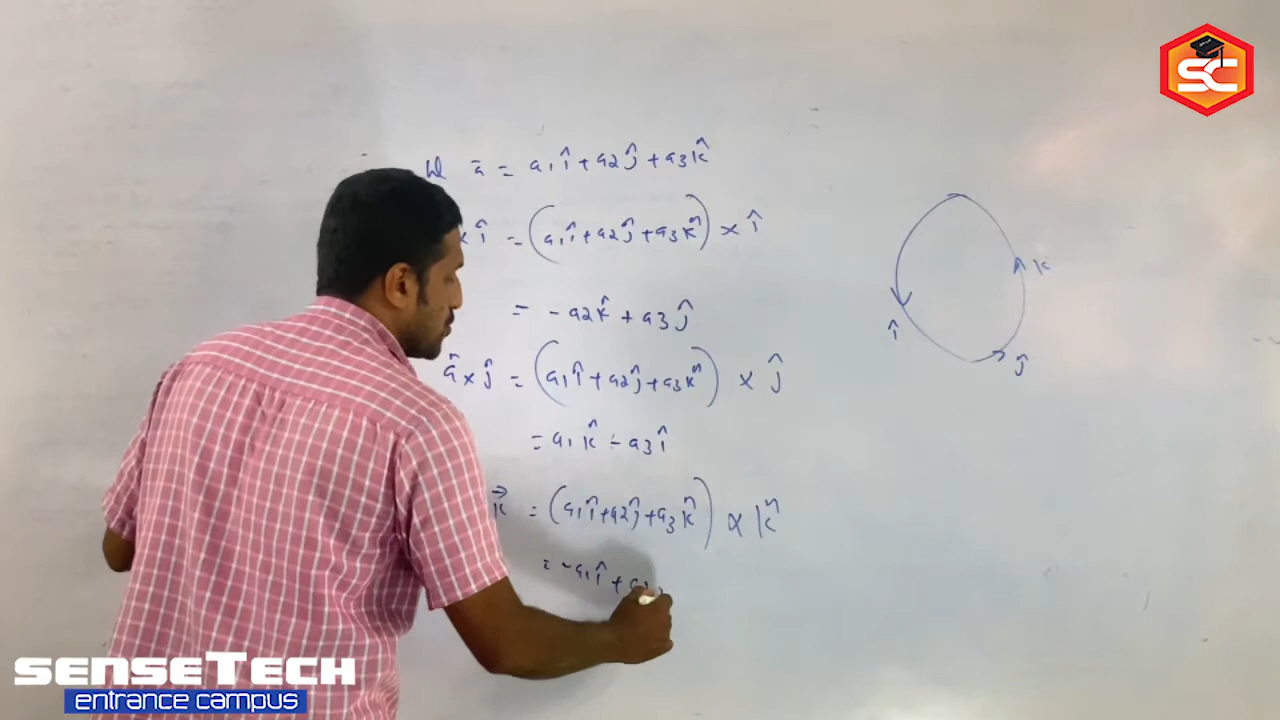 SC
ā = a1î + a2ĵ + a3k̂
×î = (a1î + a2ĵ + a3k̂) × î
= -a2k̂ + a3ĵ
â × ĵ = (a1î + a2ĵ + a3k̂) × ĵ
= a1k̂ - a3î
k⃗ = (a1î + a2ĵ + a3k̂) × k̂
= -a1î +
k
î
ĵ
SENSETECH
entrance campus